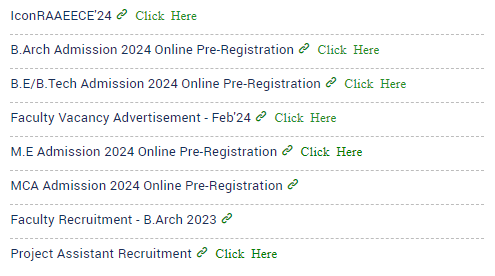 IconRAAEECE'24 Click Here
B.Arch Admission 2024 Online Pre-Registration Click Here
B.E/B.Tech Admission 2024 Online Pre-Registration Click Here
Faculty Vacancy Advertisement - Feb'24 Click Here
M.E Admission 2024 Online Pre-Registration Click Here
MCA Admission 2024 Online Pre-Registration
Faculty Recruitment - B.Arch 2023
Project Assistant Recruitment Click Here